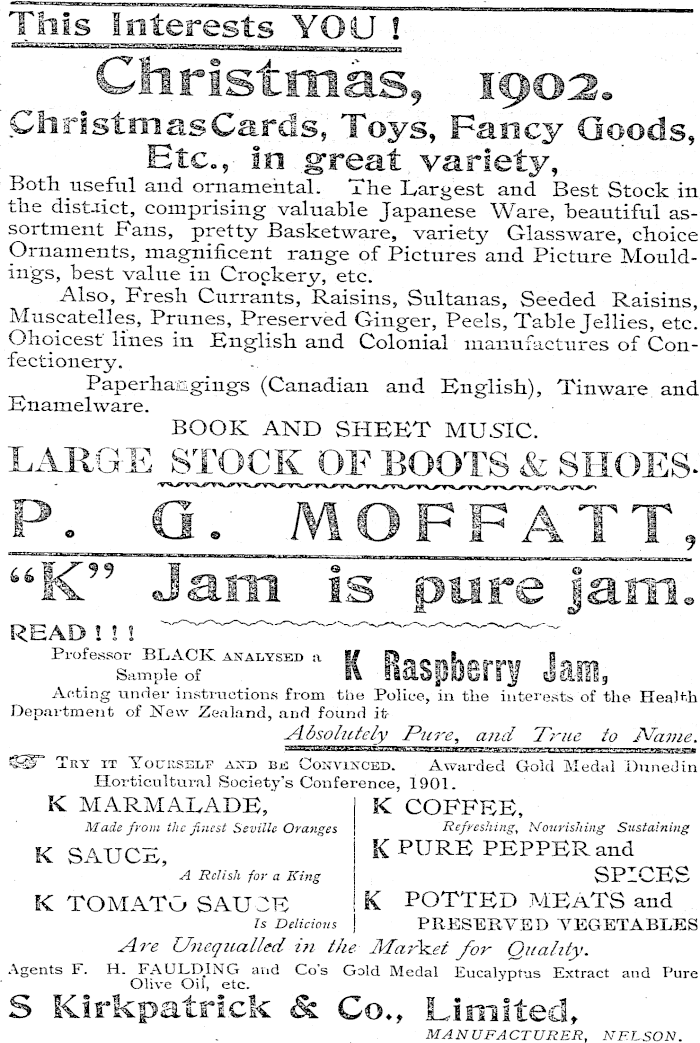 This Interests YOU !
Christmas, 1902.
Christmas Cards, Toys, Fancy Goods,
Etc., in great variety,
Both useful and ornamental. The Largest and Best Stock in
the district, comprising valuable Japanese Ware, beautiful as-
sortment Fans, pretty Basketware, variety Glassware, choice
Ornaments, magnificent range of Pictures and Picture Mould-
ings, best value in Crockery, etc.
Also, Fresh Currants, Raisins, Sultanas, Seeded Raisins,
Muscatelles, Prunes, Preserved Ginger, Peels, Table Jellies, etc.
Ohoicest lines in English and Colonial manufactures of Con-
fectionery.
Paperhangings (Canadian and English), Tinware and
Enamelware.
BOOK AND SHEET MUSIC.
LARGE STOCK OF BOOTS & SHOES.
P. G. MOFFATT,
"K" Jam is pure jam.
READ ! ! !
Professor BLACK ANALYSED a
Sample of K Raspberry Jam,
Acting under instructions from the Police, in the interests of the Health
Department of New Zealand, and found it
Absolutely Pure, and True to Name.
☞ TRY IT YOURSELF AND BE CONVINCED. Awarded Gold Medal Dunedin
Horticultural Society's Conference, 1901.
K MARMALADE,
Made from the finest Seville Oranges
K SAUCE,
A Relish for a King
K TOMATO SAUCE
Is Delicious
K COFFEE,
Refreshing, Nourishing Sustaining
K PURE PEPPER and
SPICES
K POTTED MEATS and
PRESERVED VEGETABLES
Are Unequalled in the Market for Quality.
Agents F. H. FAULDING and Co's Gold Medal Eucalyptus Extract and Pure
Olive Oil, etc.
S Kirkpatrick & Co., Limited,
MANUFACTURER, NELSON.